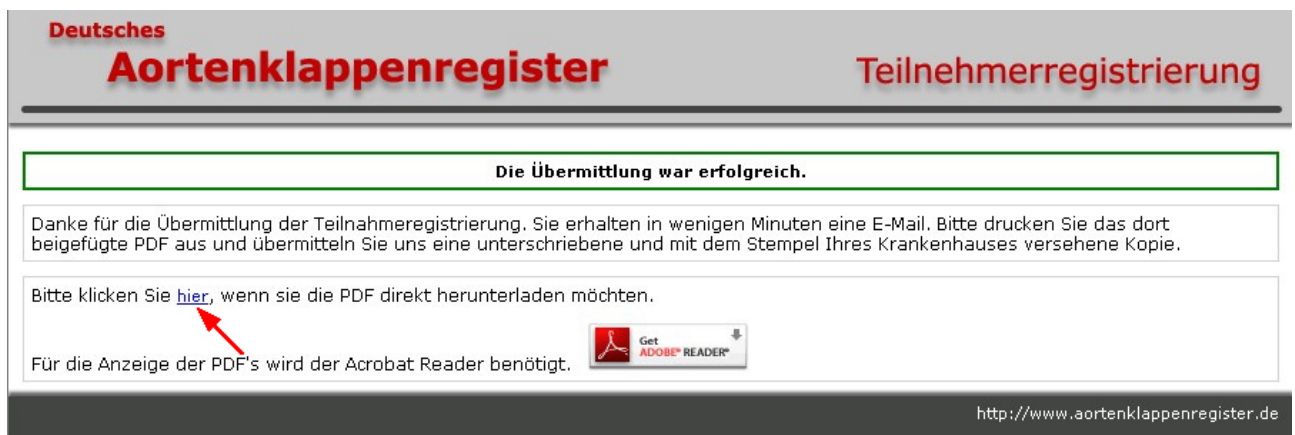 Deutsches
Aortenklappenregister
Teilnehmerregistrierung
Die Übermittlung war erfolgreich.
Danke für die Übermittlung der Teilnahmeregistrierung. Sie erhalten in wenigen Minuten eine E-Mail. Bitte drucken Sie das dort
beigefügte PDF aus und übermitteln Sie uns eine unterschriebene und mit dem Stempel Ihres Krankenhauses versehene Kopie.
Bitte klicken Sie hier, wenn sie die PDF direkt herunterladen möchten.
Get
ADOBE® READER®
Für die Anzeige der PDF's wird der Acrobat Reader benötigt.
http://www.aortenklappenregister.de